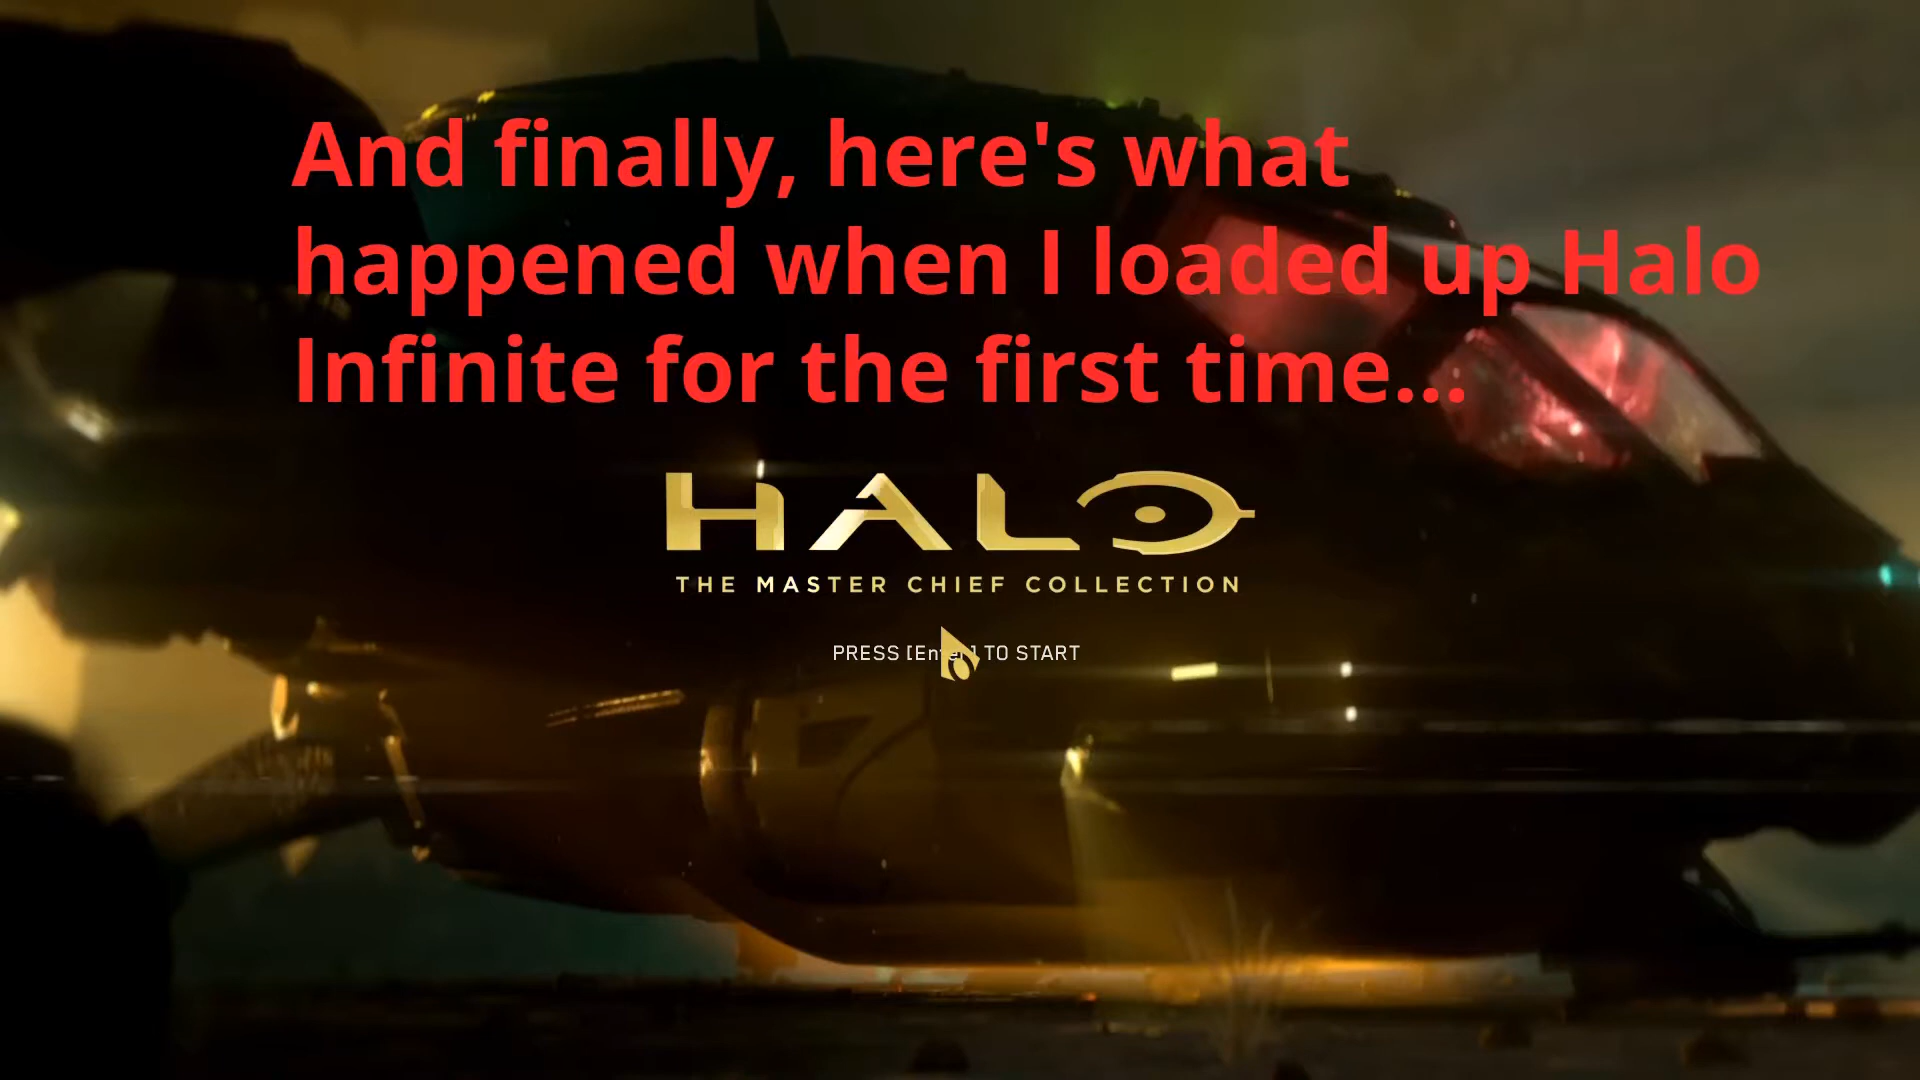 And finally, here's what
happened when I loaded up Halo
Infinite for the first time...
HALO
THE MASTER CHIEF COLLECTION
PRESS [Enter] TO START